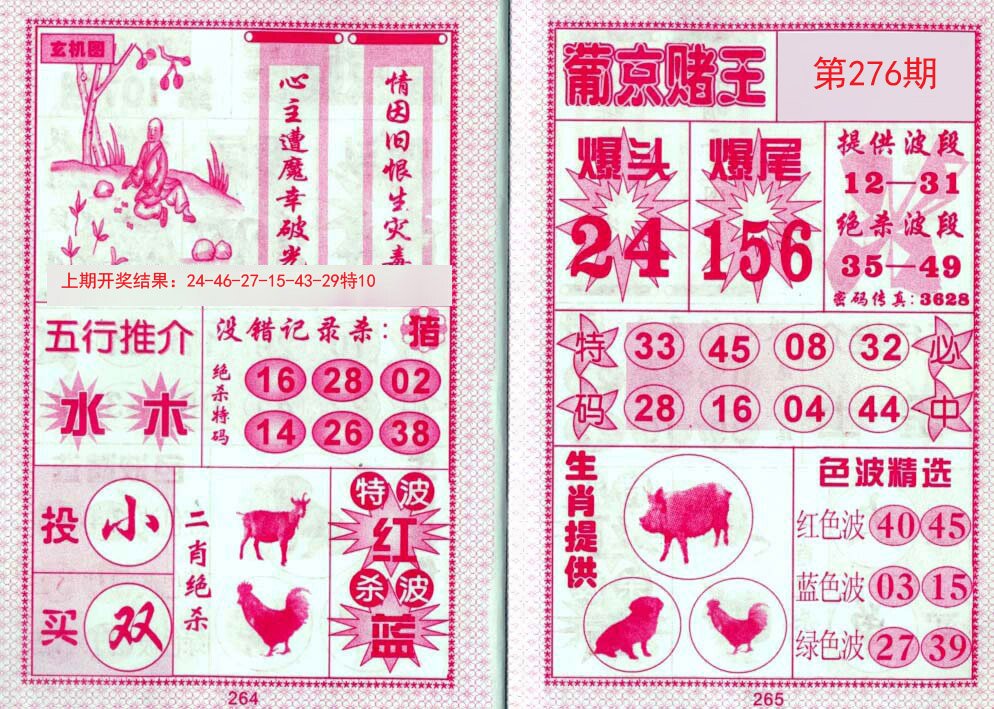 玄机图
心主遭魔幸破
情因旧恨生灾毒
上期开奖结果：24-46-27-15-43-29特10
五行推介
水 木
没错记录杀：猪
绝杀特码
16 28 02
14 26 38
投 小
买 双
二肖绝杀
特波
红
杀波
蓝
264
葡京赌王
第276期
爆头
24
爆尾
156
提供波段
12—31
绝杀波段
35—49
密码传真:3628
特码
33 45 08 32
28 16 04 44
必中
生肖提供
色波精选
红色波 40 45
蓝色波 03 15
绿色波 27 39
265